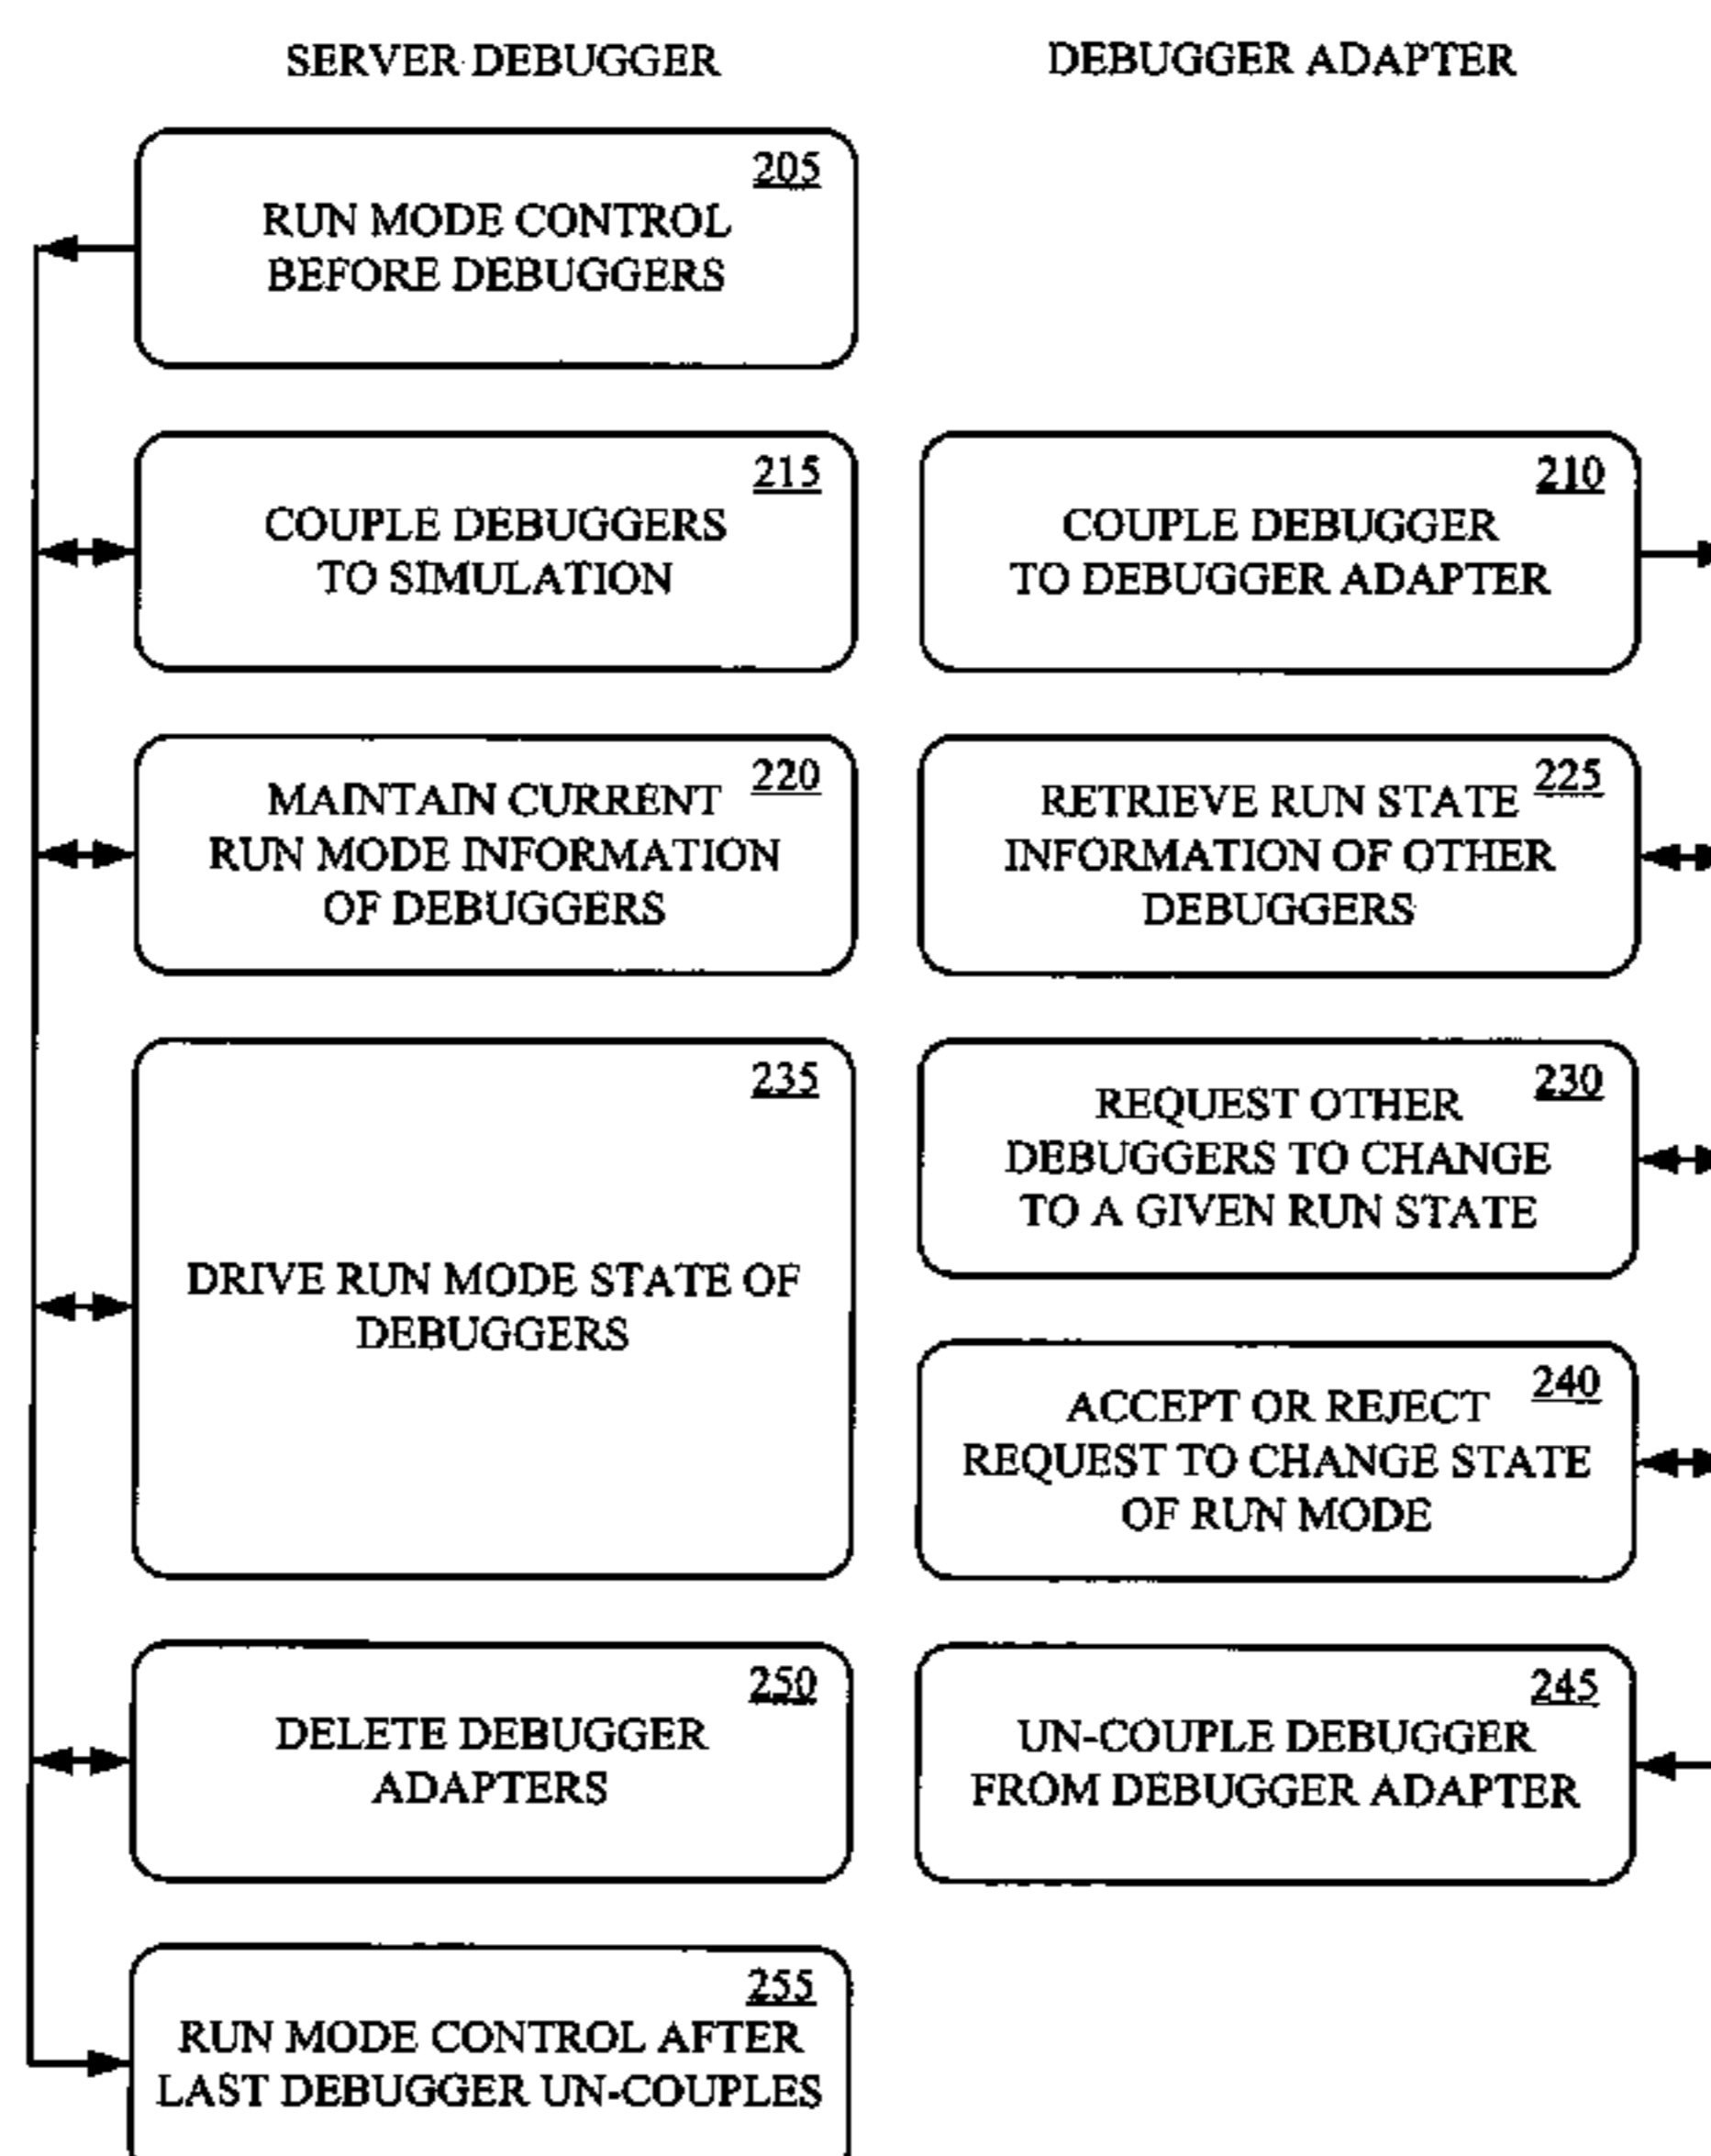 SERVER DEBUGGER
DEBUGGER ADAPTER
205
RUN MODE CONTROL
BEFORE DEBUGGERS
215
COUPLE DEBUGGERS
TO SIMULATION
210
COUPLE DEBUGGER
TO DEBUGGER ADAPTER
220
MAINTAIN CURRENT
RUN MODE INFORMATION
OF DEBUGGERS
225
RETRIEVE RUN STATE
INFORMATION OF OTHER
DEBUGGERS
235
DRIVE RUN MODE STATE OF
DEBUGGERS
230
REQUEST OTHER
DEBUGGERS TO CHANGE
TO A GIVEN RUN STATE
240
ACCEPT OR REJECT
REQUEST TO CHANGE STATE
OF RUN MODE
250
DELETE DEBUGGER
ADAPTERS
245
UN-COUPLE DEBUGGER
FROM DEBUGGER ADAPTER
255
RUN MODE CONTROL AFTER
LAST DEBUGGER UN-COUPLES